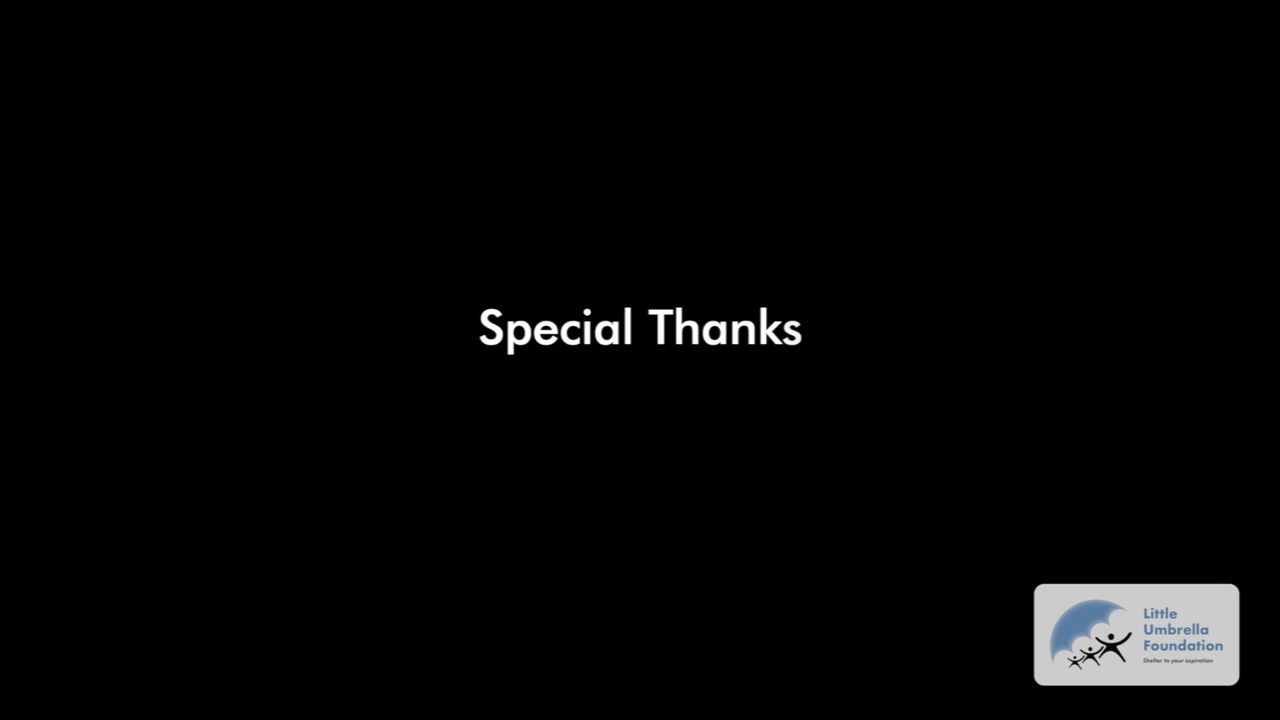 Special Thanks
Little
Umbrella
Foundation
Shelter to your aspiration